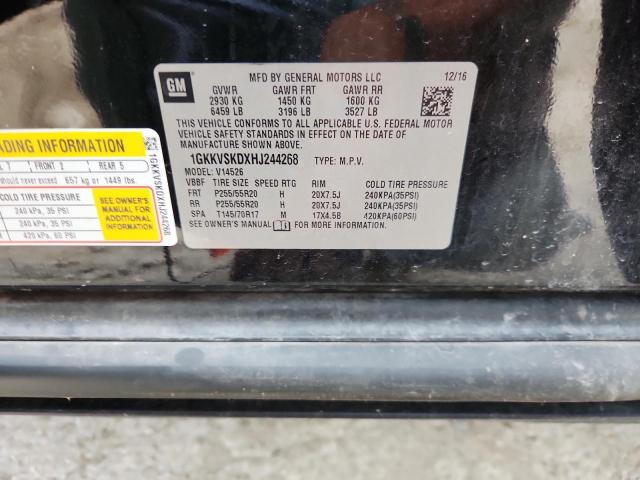 GM
MFD BY GENERAL MOTORS LLC 12/16
GVWR GAWR FRT GAWR RR
2930 KG 1450 KG 1600 KG
6459 LB 3196 LB 3527 LB
THIS VEHICLE CONFORMS TO ALL APPLICABLE U.S. FEDERAL MOTOR
VEHICLE SAFETY STANDARDS IN EFFECT ON THE DATE OF
MANUFACTURE SHOWN ABOVE.
1GKKVSKDXHJ244268 TYPE: M.P.V.
MODEL: V14526
VBBF TIRE SIZE SPEED RTG RIM COLD TIRE PRESSURE
FRT P255/55R20 H 20X7.5J 240KPA(35PSI)
RR P255/55R20 H 20X7.5J 240KPA(35PSI)
SPA T145/70R17 M 17X4.5B 420KPA(60PSI)
SEE OWNER'S MANUAL FOR MORE INFORMATION.
ADING INFORMATION
7 FRONT 2 REAR 5
should never exceed 657 kg or 1449 lbs.
COLD TIRE PRESSURE
240 kPa, 35 PSI
240 kPa, 35 PSI
420 kPa, 60 PSI
SEE OWNER'S
MANUAL FOR
ADDITIONAL
INFORMATION
1GKKVSKDXHJ244268